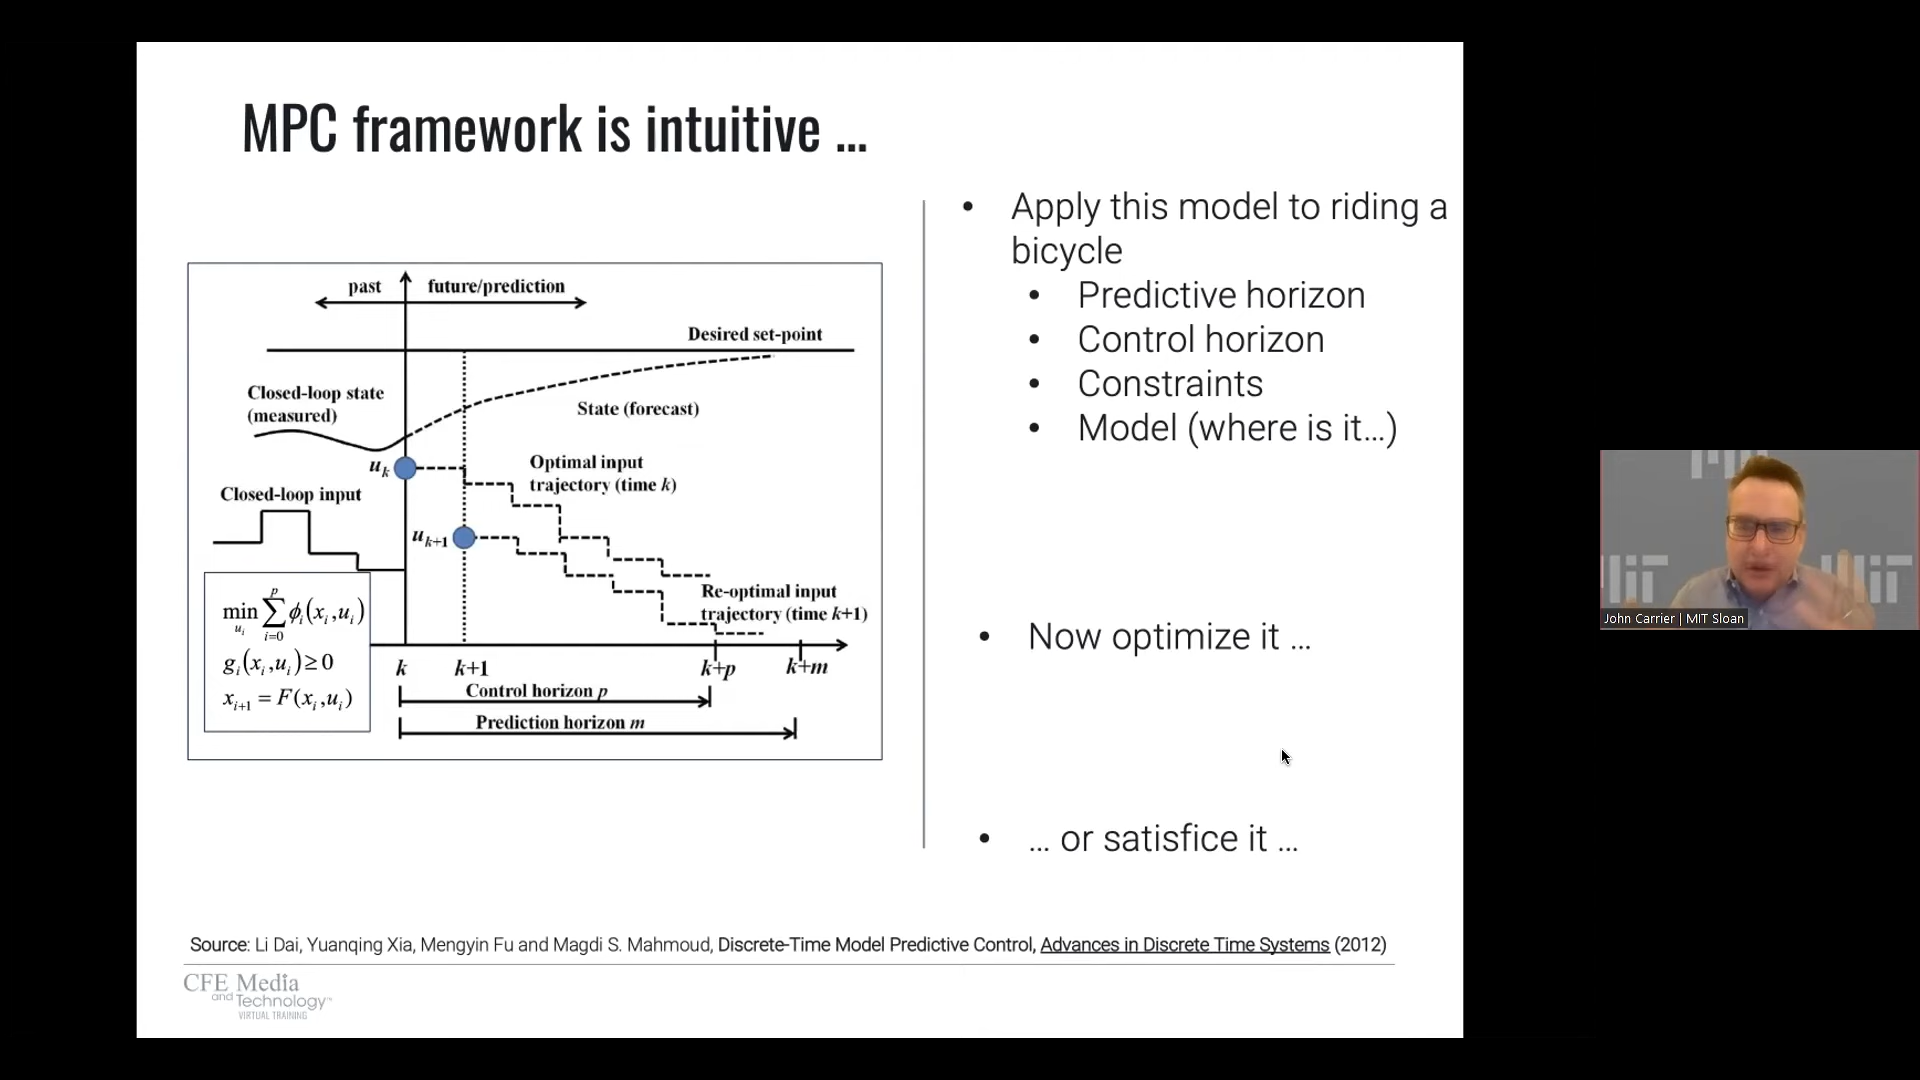 MPC framework is intuitive ...
past
future/prediction
Desired set-point
Closed-loop state
(measured)
State (forecast)
u_k
Optimal input
trajectory (time k)
Closed-loop input
u_{k+1}
Re-optimal input
trajectory (time k+1)
min_{u_i} ∑_{i=0}^{p} ϕ_i(x_i,u_i)
g_i(x_i,u_i) ≥ 0
x_{i+1} = F(x_i,u_i)
k
k+1
k+p
k+m
Control horizon p
Prediction horizon m
• Apply this model to riding a
bicycle
• Predictive horizon
• Control horizon
• Constraints
• Model (where is it...)
• Now optimize it ...
• ... or satisfice it ...
Source: Li Dai, Yuanqing Xia, Mengyin Fu and Magdi S. Mahmoud, Discrete-Time Model Predictive Control, Advances in Discrete Time Systems (2012)
CFE Media
and Technology™
VIRTUAL TRAINING
MIT
MIT
MIT
John Carrier | MIT Sloan